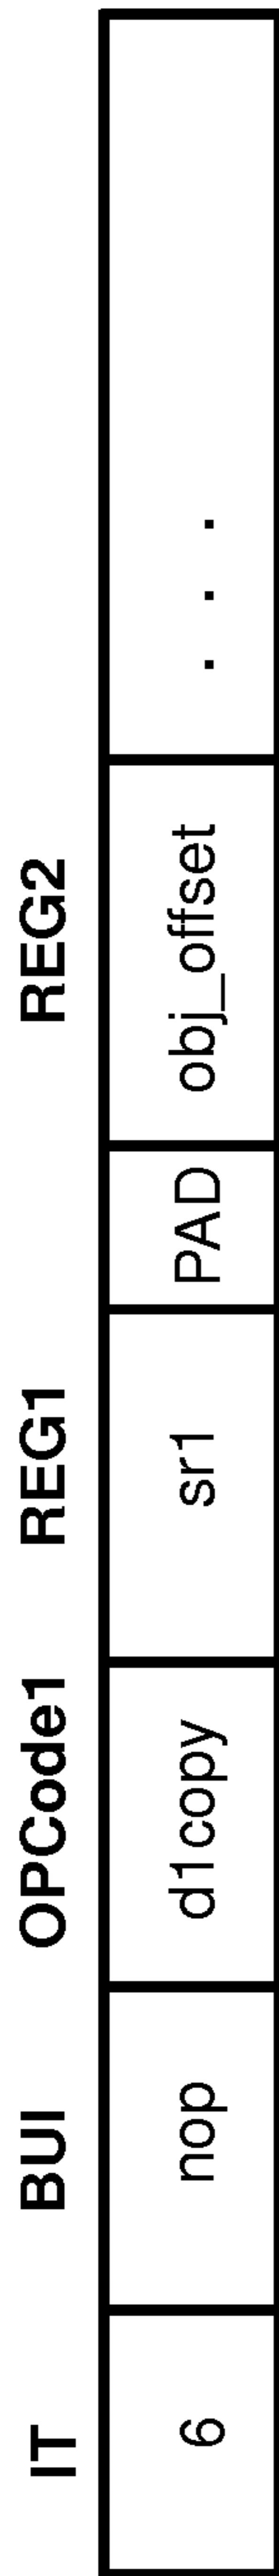 IT BUI OPCode1 REG1 REG2
6 nop d1copy sr1 PAD obj_offset . . .